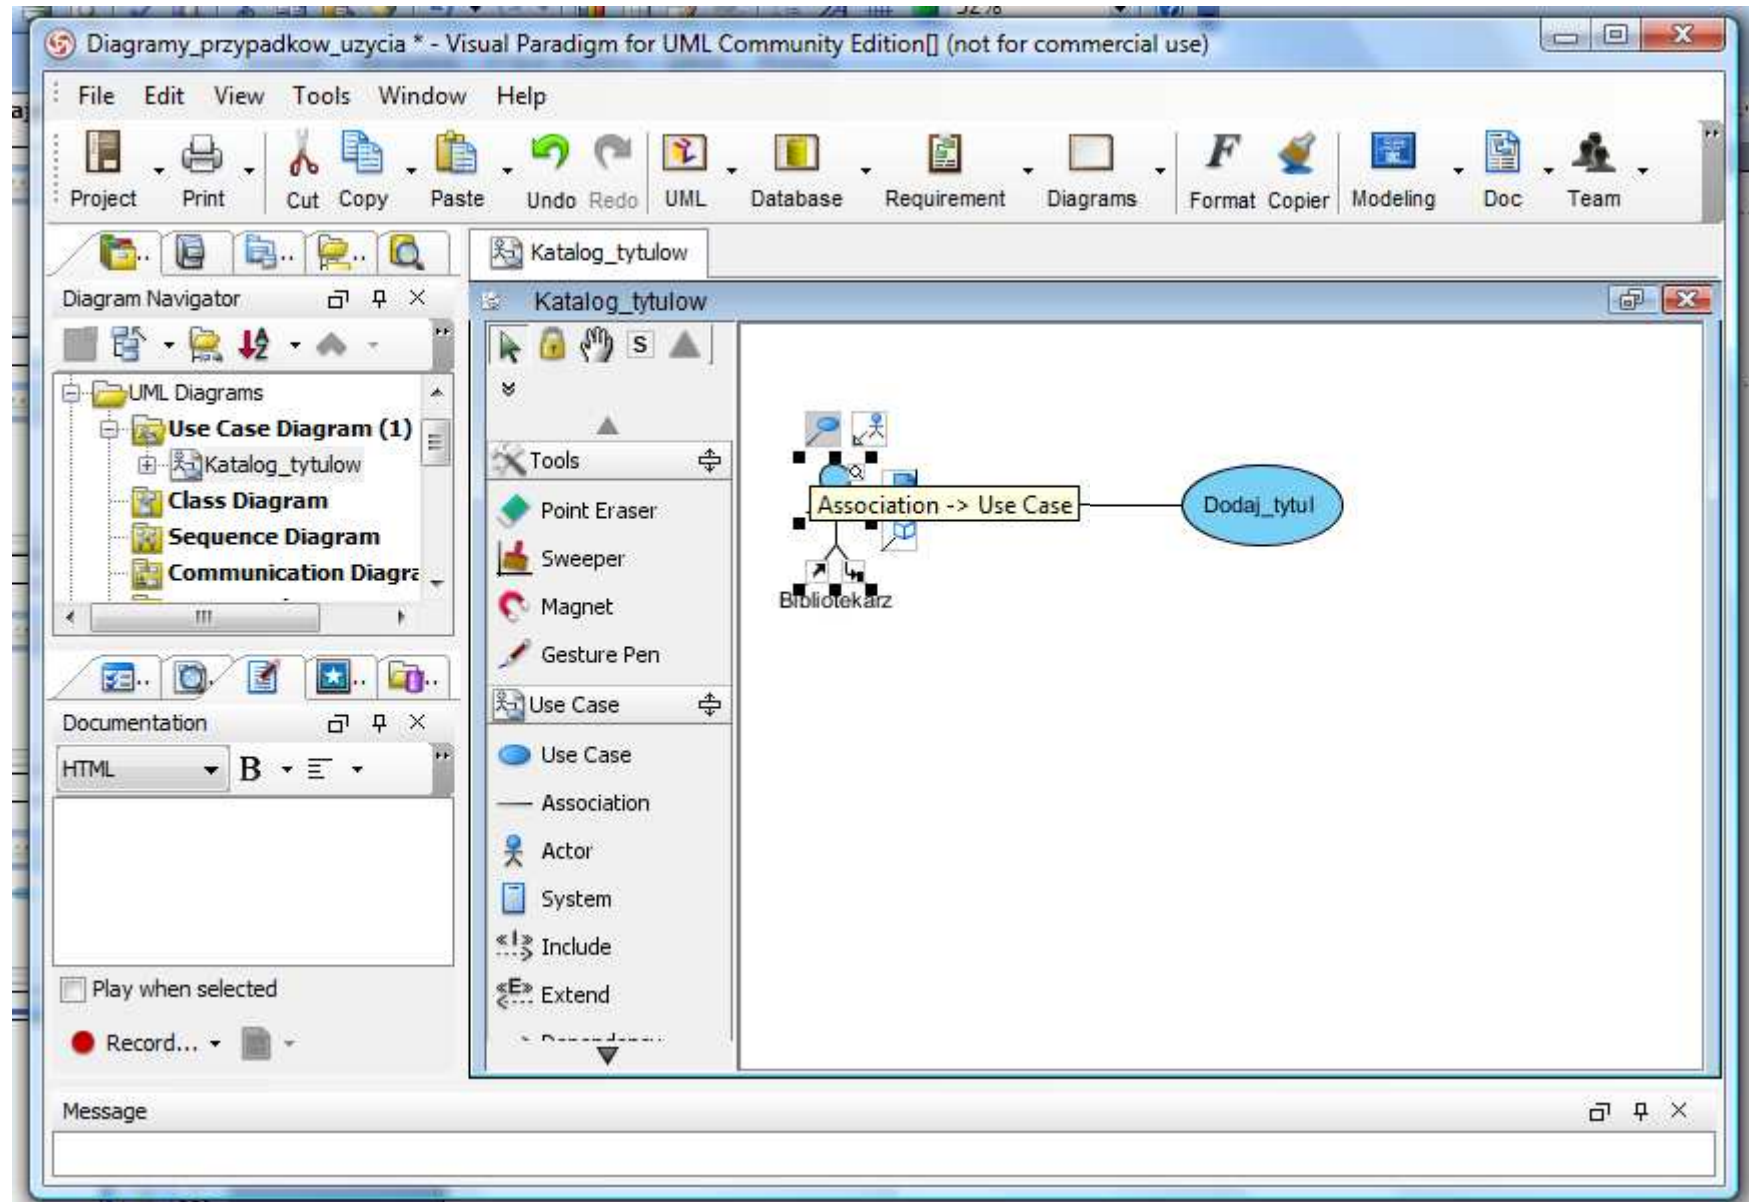 52%
Diagramy_przypadkow_uzycia * - Visual Paradigm for UML Community Edition[] (not for commercial use)
File Edit View Tools Window Help
Project Print Cut Copy Paste Undo Redo UML Database Requirement Diagrams Format Copier Modeling Doc Team
Katalog_tytulow
Diagram Navigator
Katalog_tytulow
S
UML Diagrams
Use Case Diagram (1)
Katalog_tytulow
Class Diagram
Sequence Diagram
Communication Diagra
Tools
Point Eraser
Sweeper
Magnet
Gesture Pen
Use Case
Use Case
Association
Actor
System
Include
Extend
Dependency
Association -> Use Case
Dodaj_tytul
Bibliotekarz
Documentation
HTML B
Play when selected
Record...
Message